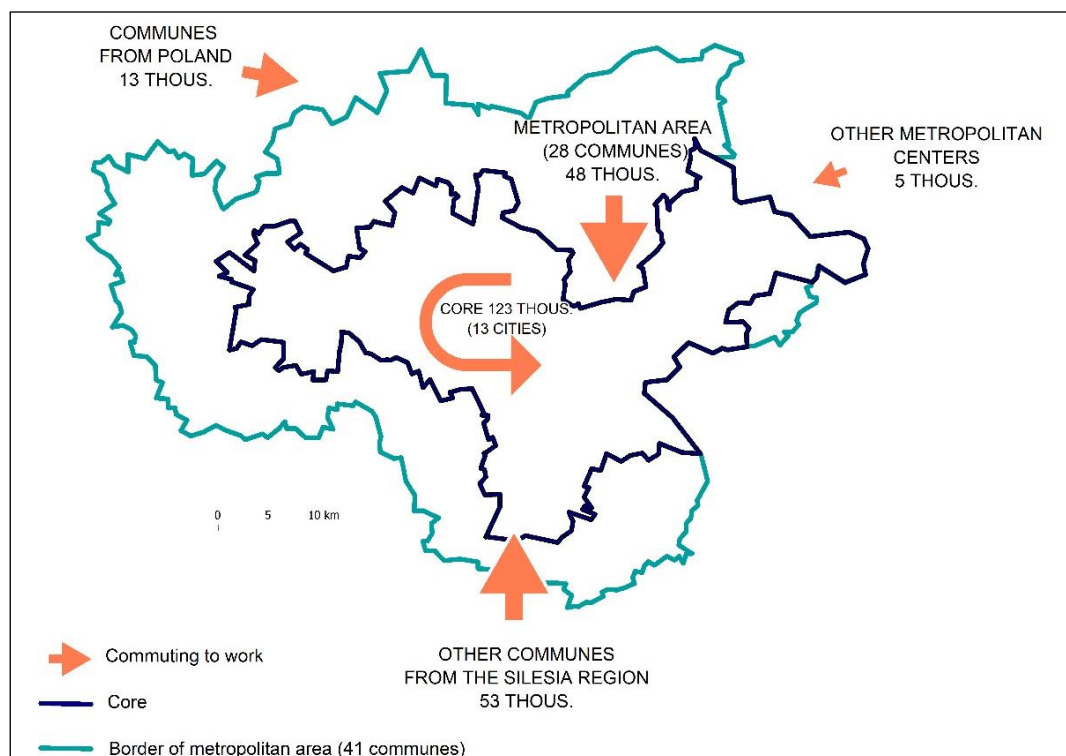 COMMUNES
FROM POLAND
13 THOUS.
METROPOLITAN AREA
(28 COMMUNES)
48 THOUS.
OTHER METROPOLITAN
CENTERS
5 THOUS.
CORE 123 THOUS.
(13 CITIES)
0 5 10 km
OTHER COMMUNES
FROM THE SILESIA REGION
53 THOUS.
Commuting to work
Core
Border of metropolitan area (41 communes)